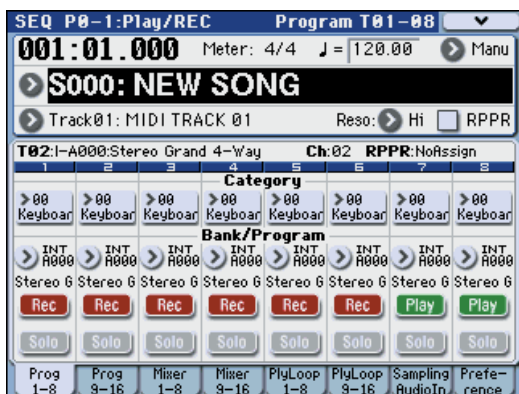 SEQ P0-1:Play/REC Program T01-08
001:01.000 Meter: 4/4 ♩= 120.00 Manu
S000: NEW SONG
Track01: MIDI TRACK 01 Reso: Hi RPPR
T02:I-A000:Stereo Grand 4-Way Ch:02 RPPR:NoAssign
1 2 3 4 5 6 7 8
Category
>00 >00 >00 >00 >00 >00 >00 >00
Keyboar Keyboar Keyboar Keyboar Keyboar Keyboar Keyboar Keyboar
Bank/Program
INT INT INT INT INT INT INT INT
A000 A000 A000 A000 A000 A000 A000 A000
Stereo G Stereo G Stereo G Stereo G Stereo G Stereo G Stereo G Stereo G
Rec Rec Rec Rec Rec Rec Play Play
Solo Solo Solo Solo Solo Solo Solo Solo
Prog Prog Mixer Mixer PlyLoop PlyLoop Sampling Prefe-
1-8 9-16 1-8 9-16 1-8 9-16 AudioIn rence